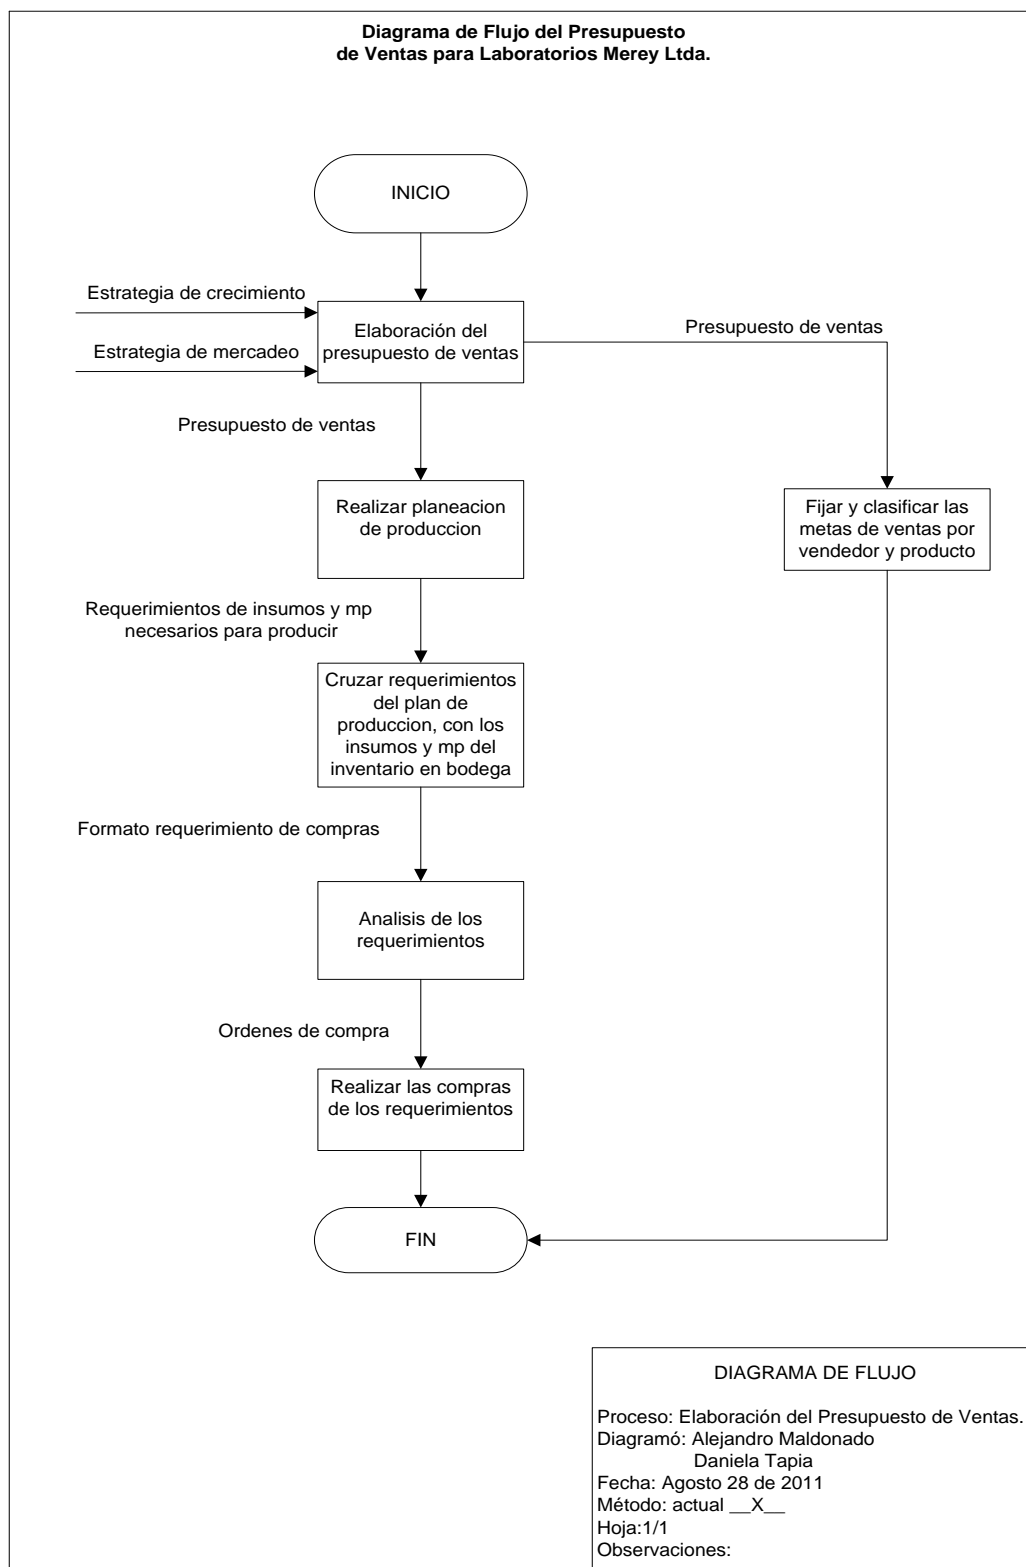 Diagrama de Flujo del Presupuesto
de Ventas para Laboratorios Merey Ltda.
INICIO
Estrategia de crecimiento
Estrategia de mercadeo
Elaboración del
presupuesto de ventas
Presupuesto de ventas
Presupuesto de ventas
Realizar planeacion
de produccion
Fijar y clasificar las
metas de ventas por
vendedor y producto
Requerimientos de insumos y mp
necesarios para producir
Cruzar requerimientos
del plan de
produccion, con los
insumos y mp del
inventario en bodega
Formato requerimiento de compras
Analisis de los
requerimientos
Ordenes de compra
Realizar las compras
de los requerimientos
FIN
DIAGRAMA DE FLUJO
Proceso: Elaboración del Presupuesto de Ventas.
Diagramó: Alejandro Maldonado
Daniela Tapia
Fecha: Agosto 28 de 2011
Método: actual __X__
Hoja:1/1
Observaciones: